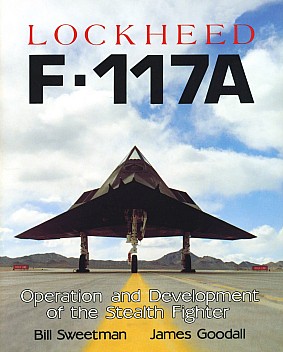 LOCKHEED
F-117A
Operation and Development
of the Stealth Fighter
Bill Sweetman James Goodall